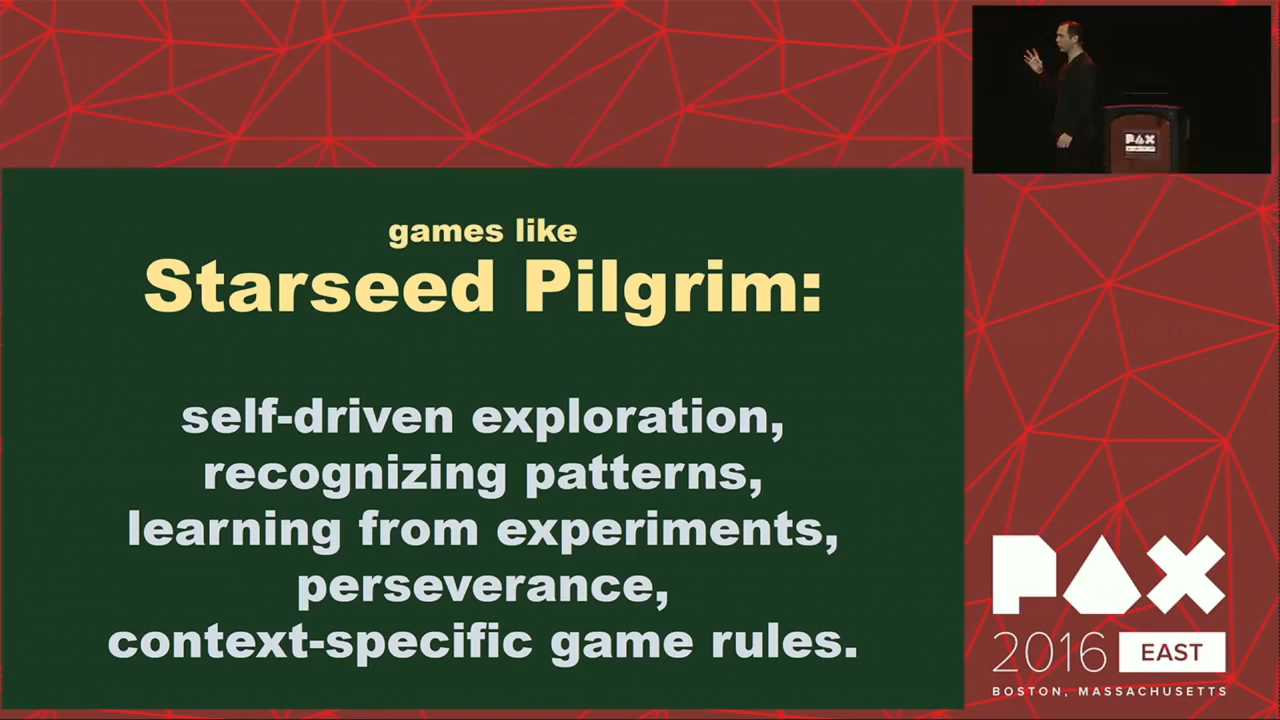 games like
Starseed Pilgrim:
self-driven exploration,
recognizing patterns,
learning from experiments,
perseverance,
context-specific game rules.
PAX
PAX
2016 EAST
BOSTON, MASSACHUSETTS